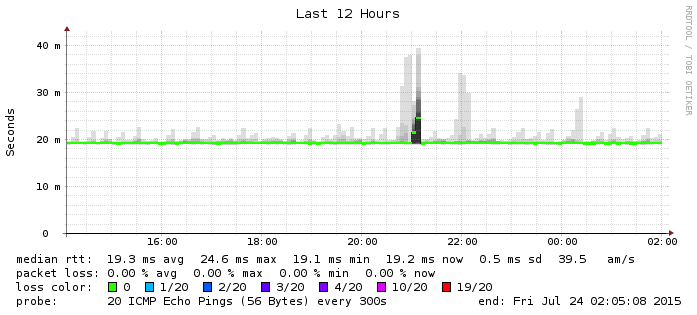 Last 12 Hours
RRDTOOL / TOBI OETIKER
Seconds
40 m
30 m
20 m
10 m
0
16:00 18:00 20:00 22:00 00:00 02:00
median rtt: 19.3 ms avg 24.6 ms max 19.1 ms min 19.2 ms now 0.5 ms sd 39.5 am/s
packet loss: 0.00 % avg 0.00 % max 0.00 % min 0.00 % now
loss color: 0 1/20 2/20 3/20 4/20 10/20 19/20
probe: 20 ICMP Echo Pings (56 Bytes) every 300s end: Fri Jul 24 02:05:08 2015